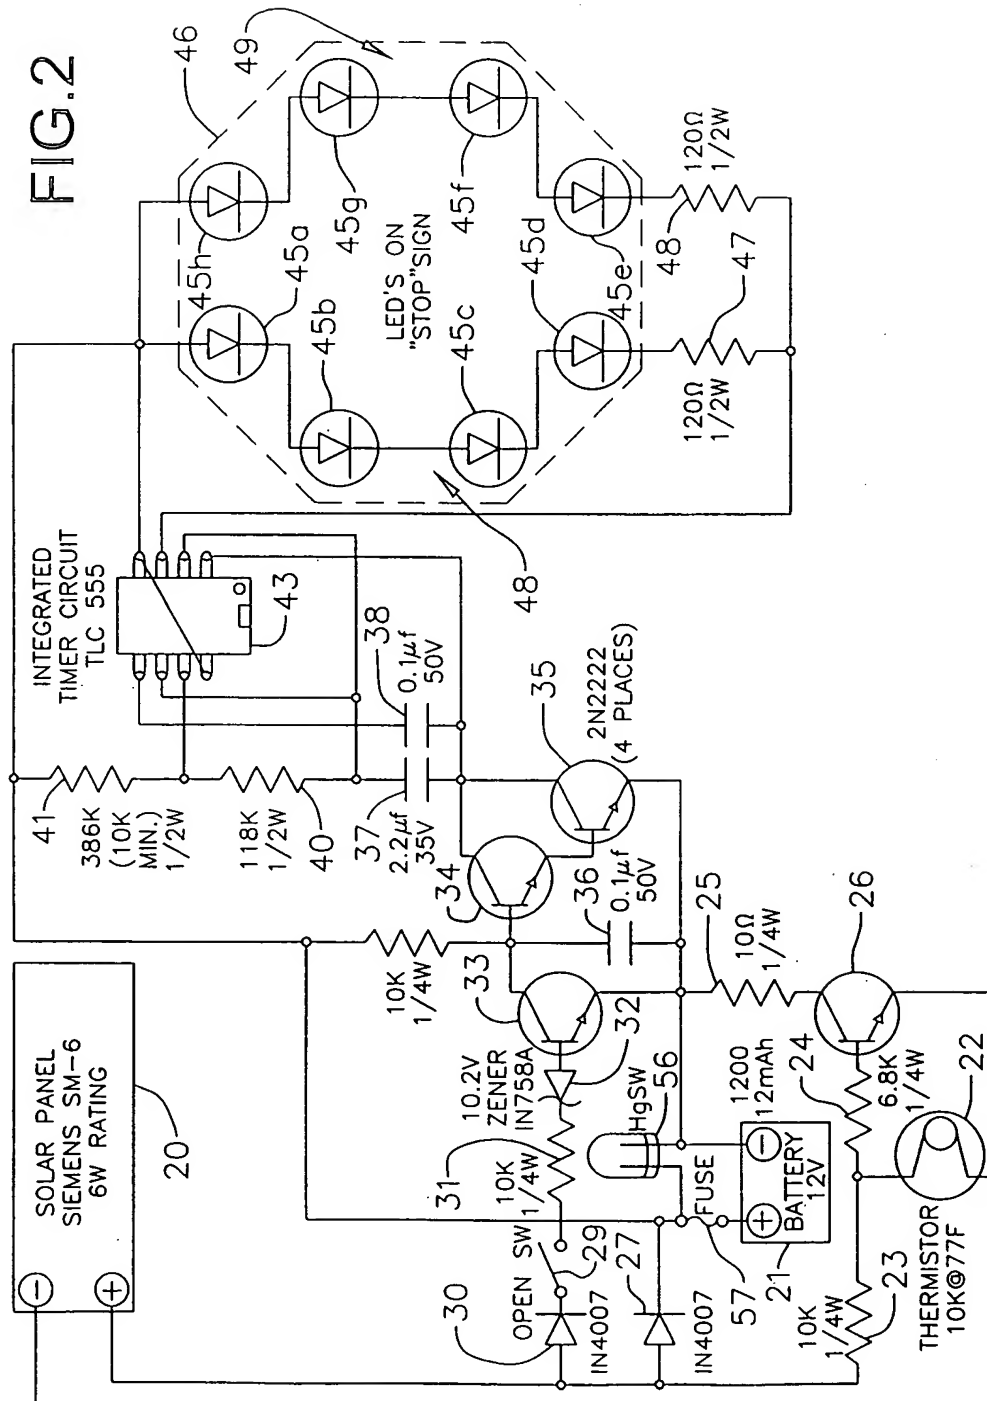 FIG.2
SOLAR PANEL
SIEMENS SM-6
6W RATING
20
41
386K
(10K
MIN.)
1/2W
118K
1/2W
40
37
2.2µf
35V
38
0.1µf
50V
INTEGRATED
TIMER CIRCUIT
TLC 555
43
46
49
45h
45a
45g
45b
LED'S ON
"STOP"SIGN
45f
45c
45d
45e
48
120Ω
1/2W
48
120Ω
1/2W
47
10K
1/4W
34
35
2N2222
(4 PLACES)
33
36
0.1µf
50V
10.2V
ZENER
IN758A
32
31
10K
1/4W
OPEN SW
29
30
IN4007
27
IN4007
HgSW
56
FUSE
57
BATTERY
12V
1200
12mAh
21
25
10Ω
1/4W
26
24
6.8K
1/4W
22
10K
1/4W
23
THERMISTOR
10K@77F